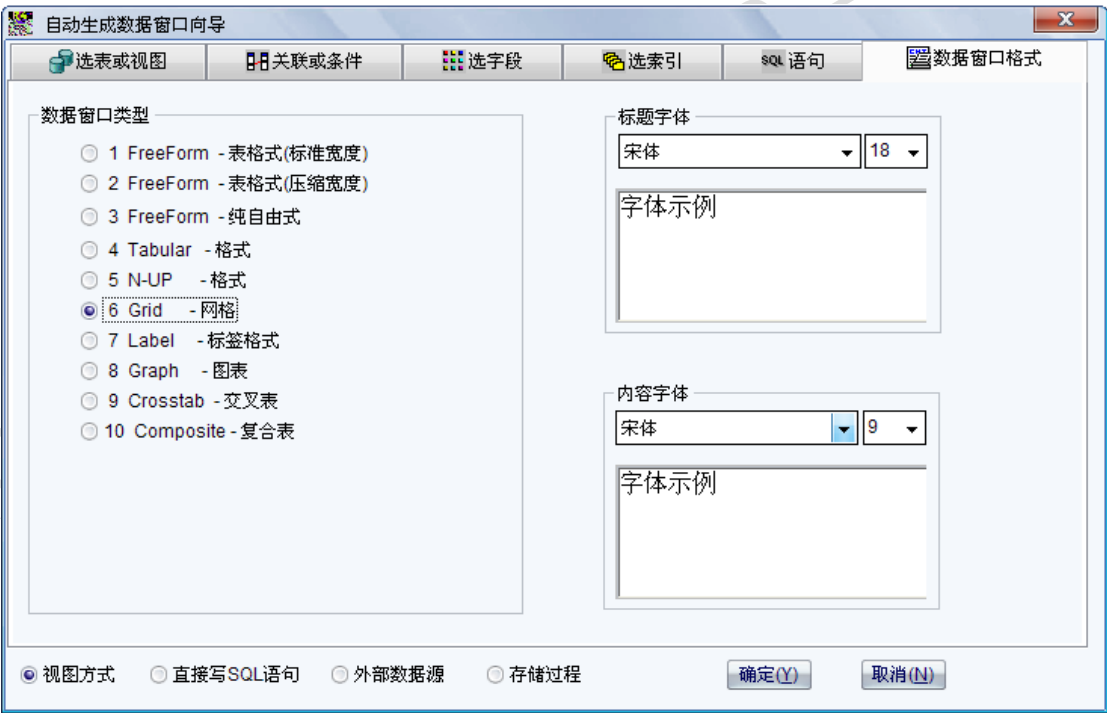 自动生成数据窗口向导
选表或视图 关联或条件 选字段 选索引 SQL 语句 数据窗口格式
数据窗口类型
1 FreeForm - 表格式(标准宽度)
2 FreeForm - 表格式(压缩宽度)
3 FreeForm - 纯自由式
4 Tabular - 格式
5 N-UP - 格式
6 Grid - 网格
7 Label - 标签格式
8 Graph - 图表
9 Crosstab - 交叉表
10 Composite - 复合表
标题字体
宋体 18
字体示例
内容字体
宋体 9
字体示例
视图方式 直接写SQL语句 外部数据源 存储过程 确定(Y) 取消(N)